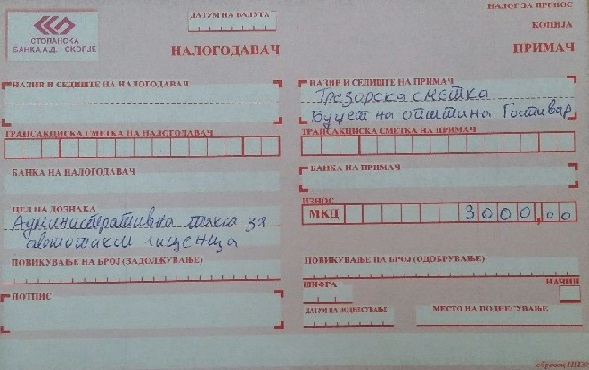 НАЛОГ ЗА ПРЕНОС
ДАТУМ НА ВАЛУТА
КОПИЈА
СТОПАНСКА
БАНКА А.Д. СКОПЈЕ
НАЛОГОДАВАЧ
ПРИМАЧ
НАЗИВ И СЕДИШТЕ НА НАЛОГОДАВАЧ
НАЗИВ И СЕДИШТЕ НА ПРИМАЧ
Трезорска сметка
Буџет на општина Гостивар
ТРАНСАКЦИСКА СМЕТКА НА НАЛОГОДАВАЧ
ТРАНСАКЦИСКА СМЕТКА НА ПРИМАЧ
БАНКА НА НАЛОГОДАВАЧ
БАНКА НА ПРИМАЧ
ЦЕЛ НА ДОЗНАКА
ИЗНОС
МКД 3000,00
Административна такса за
автотакси лиценца
ПОВИКУВАЊЕ НА БРОЈ (ЗАДОЛЖУВАЊЕ)
ПОВИКУВАЊЕ НА БРОЈ (ОДОБРУВАЊЕ)
ШИФРА
НАЧИН
ПОТПИС
ДАТУМ НА ПОДНЕСУВАЊЕ
МЕСТО НА ПОДНЕСУВАЊЕ